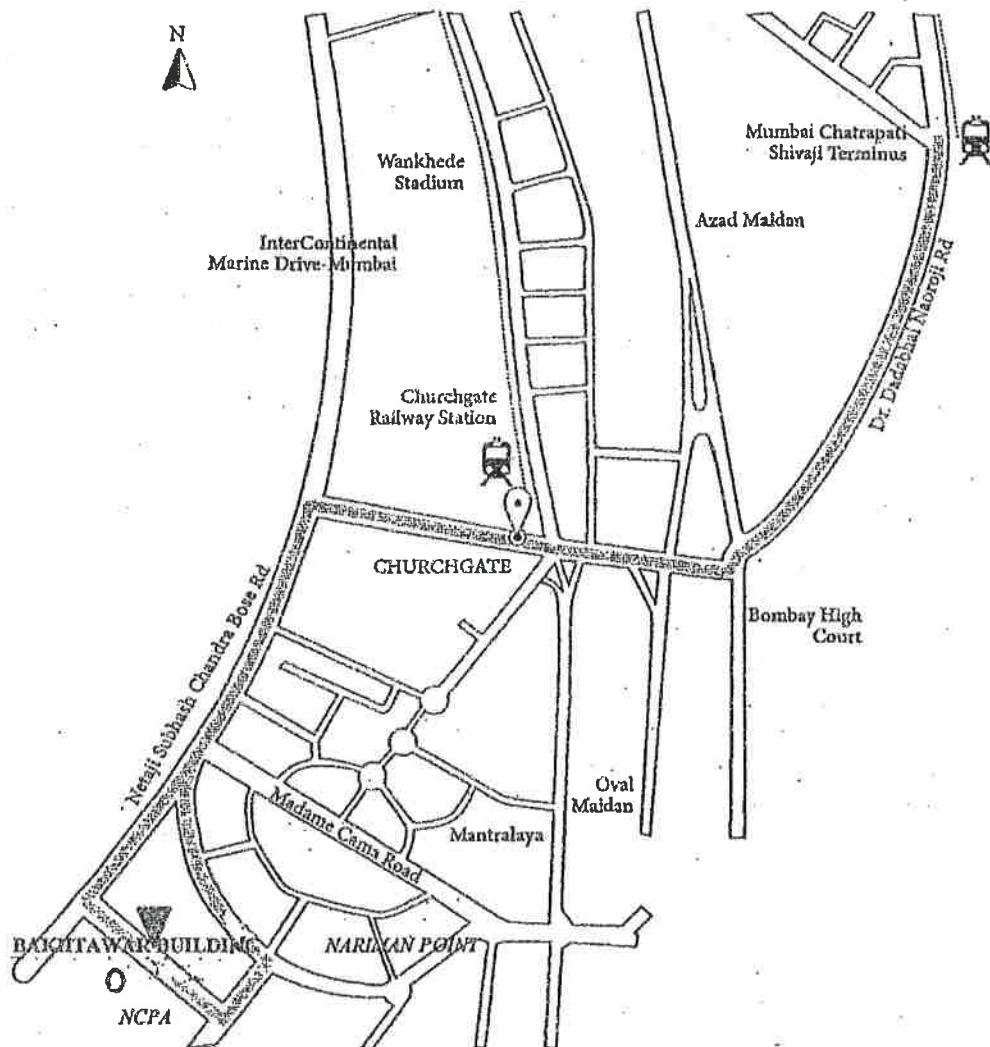 N
Mumbai Chatrapati
Shivaji Terminus
Wankhede
Stadium
Azad Maidan
InterContinental
Marine Drive-Mumbai
Dr. Dadabhai Naoroji Rd
Churchgate
Railway Station
CHURCHGATE
Netaji Subhash Chandra Bose Rd
Bombay High
Court
Oval
Maidan
Madame Cama Road
Mantralaya
BAKHTAWAR BUILDING
NARIMAN POINT
NCPA